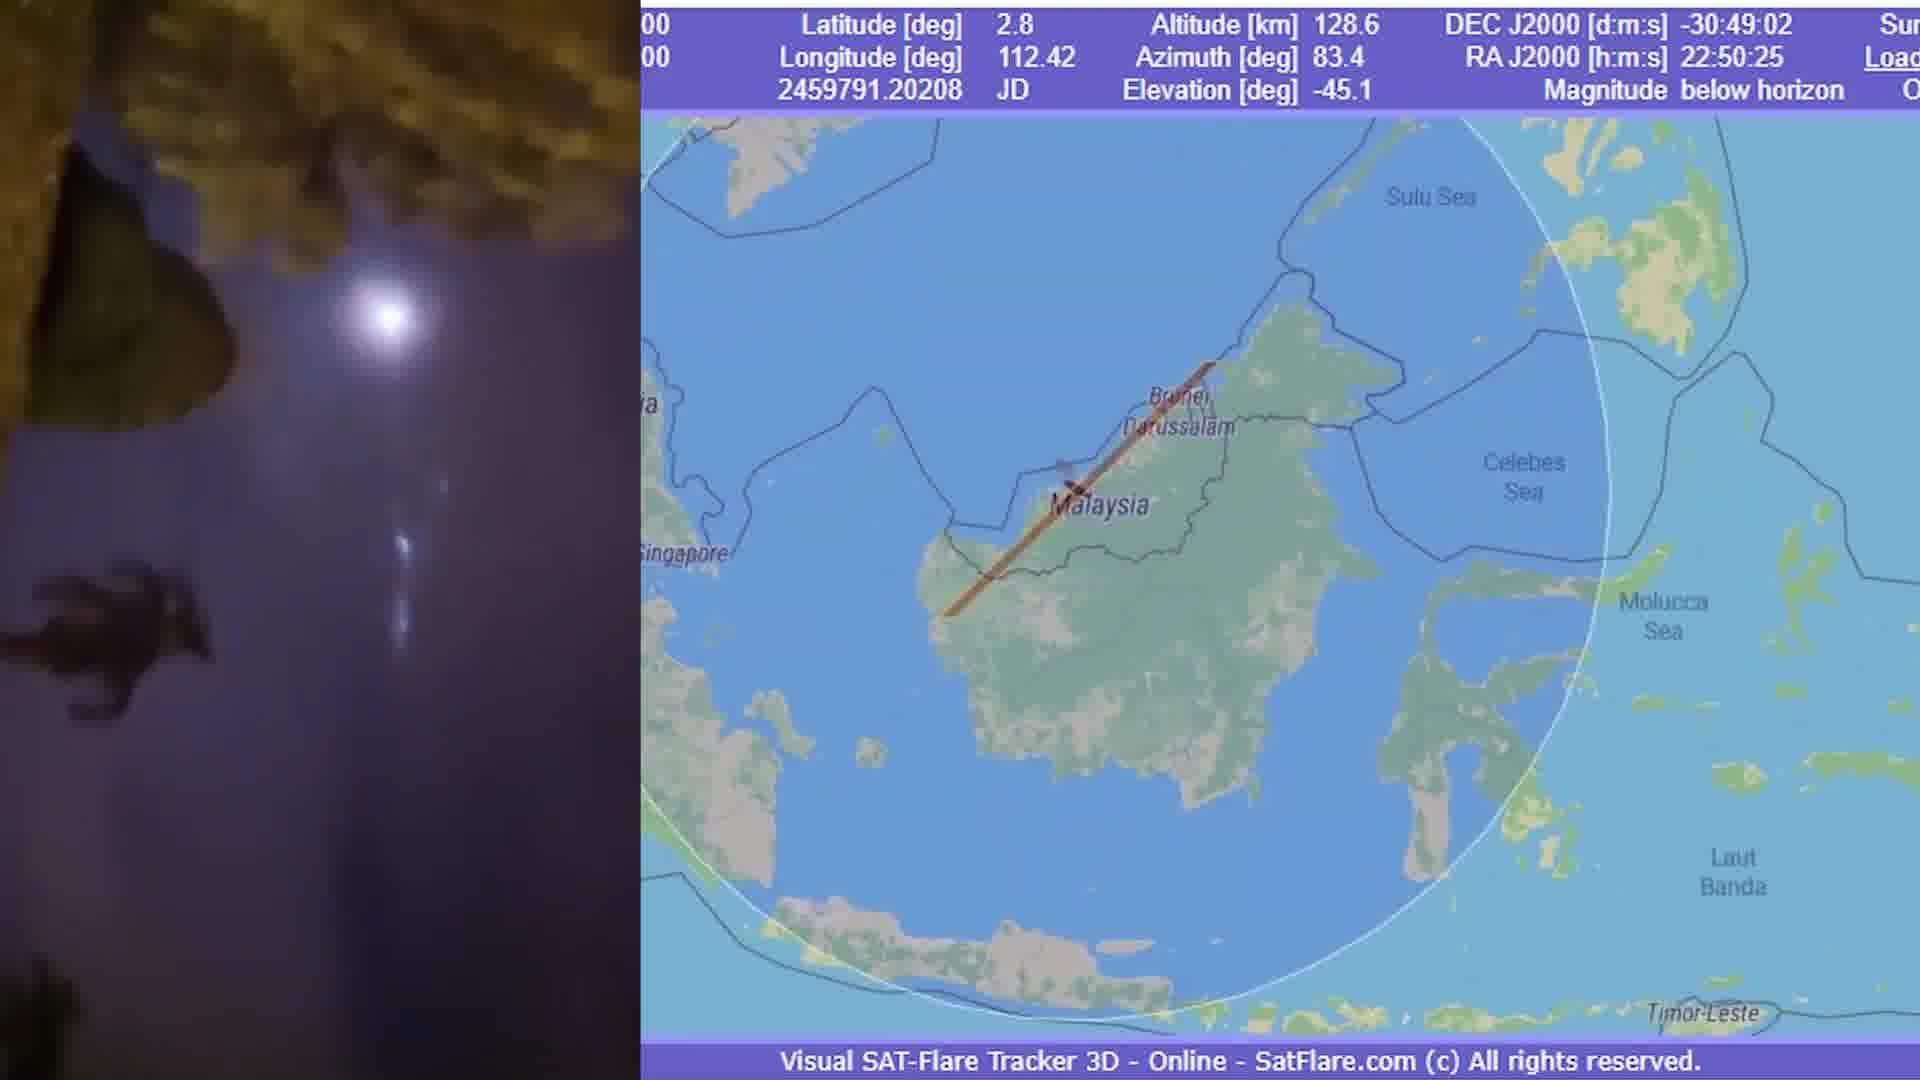 00 Latitude [deg] 2.8 Altitude [km] 128.6 DEC J2000 [d:m:s] -30:49:02
00 Longitude [deg] 112.42 Azimuth [deg] 83.4 RA J2000 [h:m:s] 22:50:25
2459791.20208 JD Elevation [deg] -45.1 Magnitude below horizon
Sulu Sea
Brunei
Darussalam
Celebes
Sea
Malaysia
Singapore
Molucca
Sea
Laut
Banda
Timor-Leste
Visual SAT-Flare Tracker 3D - Online - SatFlare.com (c) All rights reserved.